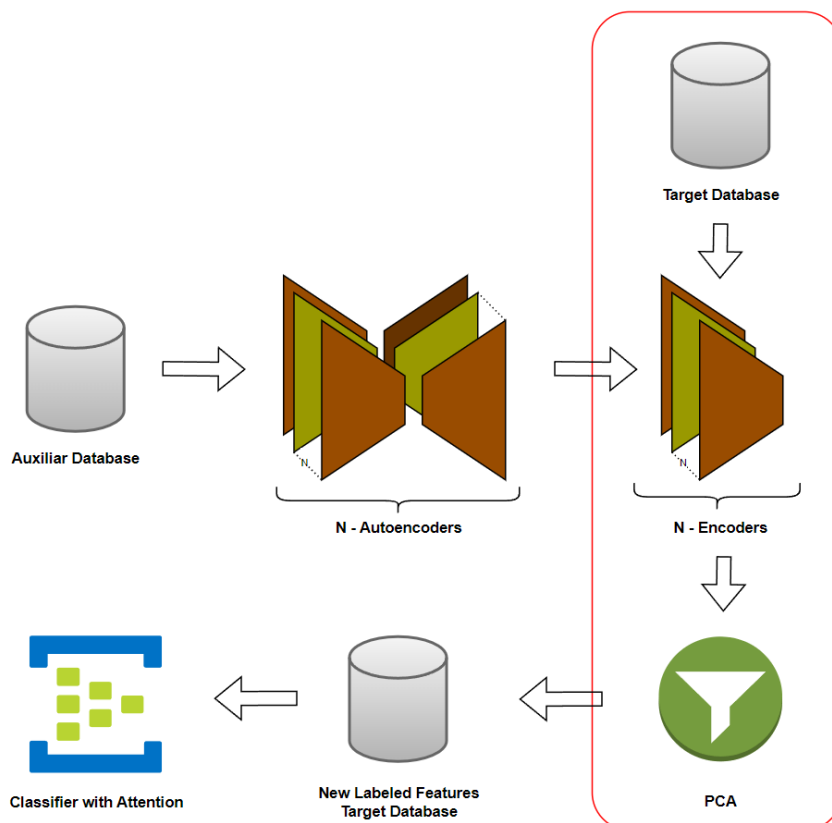 Target Database
Auxiliar Database
N
N - Autoencoders
N
N - Encoders
Classifier with Attention
New Labeled Features
Target Database
PCA